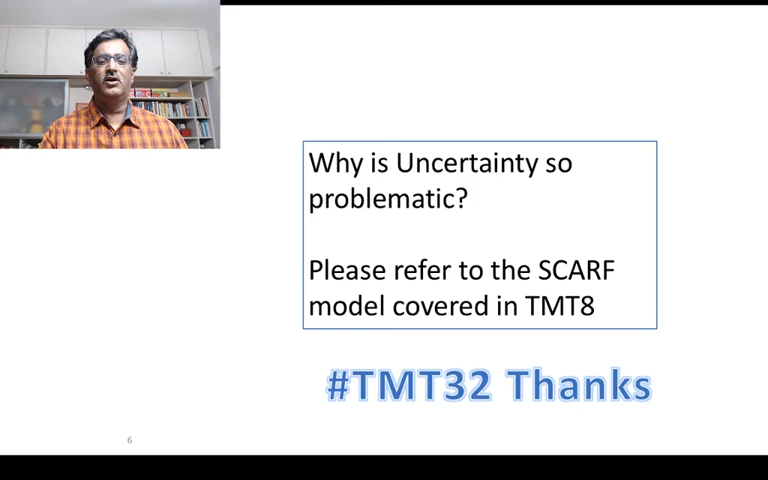 Why is Uncertainty so
problematic?
Please refer to the SCARF
model covered in TMT8
#TMT32 Thanks
6